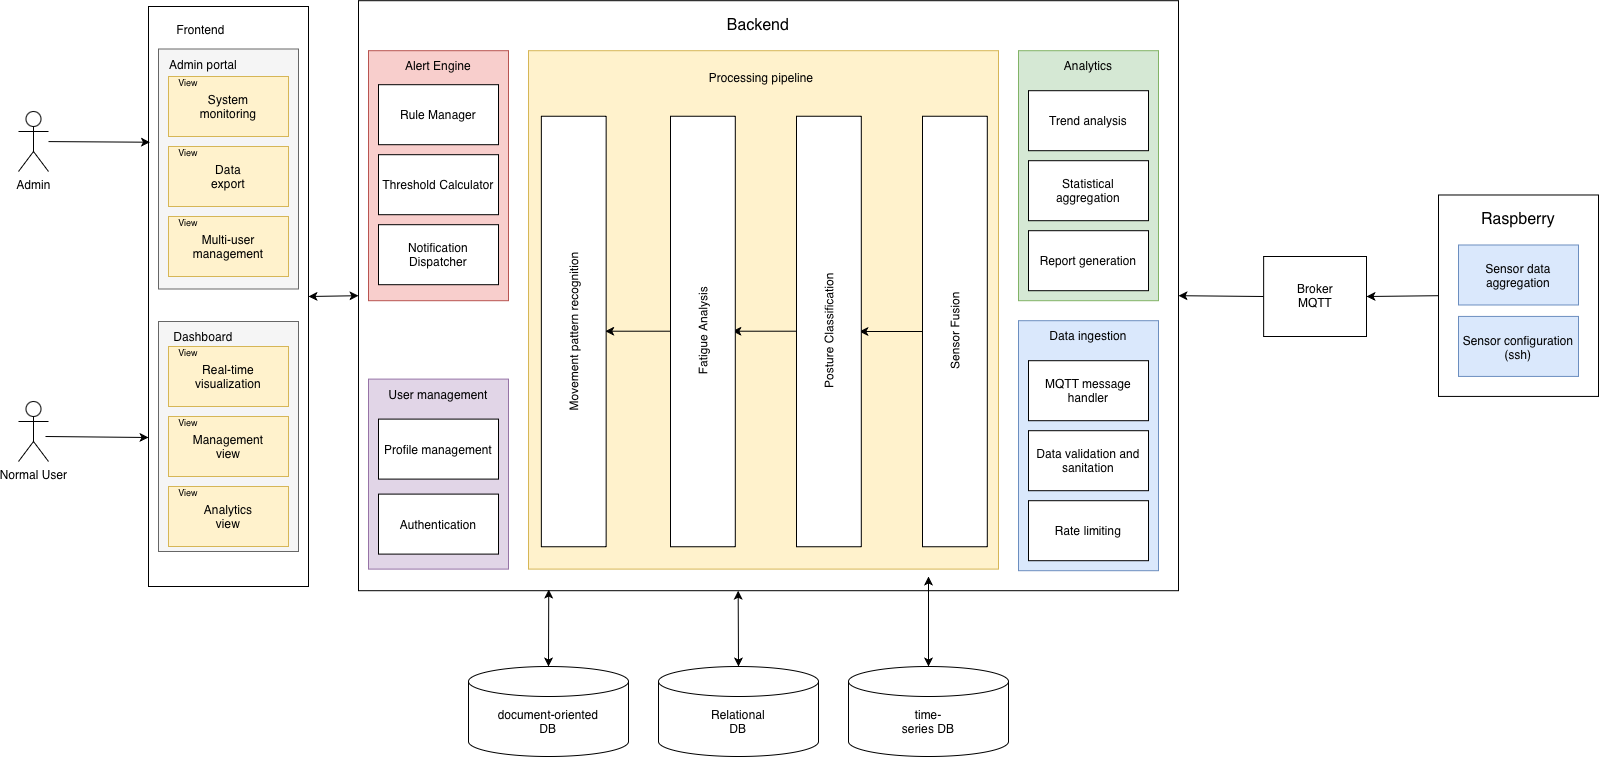 Frontend
Admin portal
View
System
monitoring
View
Data
export
View
Multi-user
management
Dashboard
View
Real-time
visualization
View
Management
view
View
Analytics
view
Admin
Normal User
Backend
Alert Engine
Rule Manager
Threshold Calculator
Notification
Dispatcher
User management
Profile management
Authentication
Processing pipeline
Movement pattern recognition
Fatigue Analysis
Posture Classification
Sensor Fusion
Analytics
Trend analysis
Statistical
aggregation
Report generation
Data ingestion
MQTT message
handler
Data validation and
sanitation
Rate limiting
Broker
MQTT
Raspberry
Sensor data
aggregation
Sensor configuration
(ssh)
document-oriented
DB
Relational
DB
time-
series DB